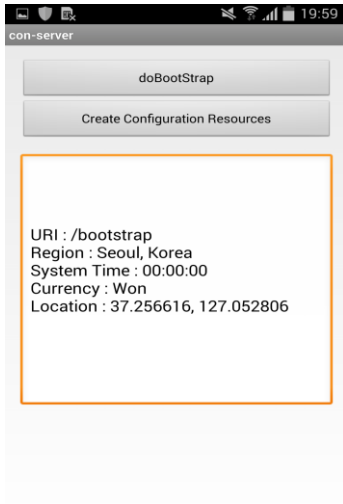 19:59
con-server
doBootStrap
Create Configuration Resources
URI : /bootstrap
Region : Seoul, Korea
System Time : 00:00:00
Currency : Won
Location : 37.256616, 127.052806